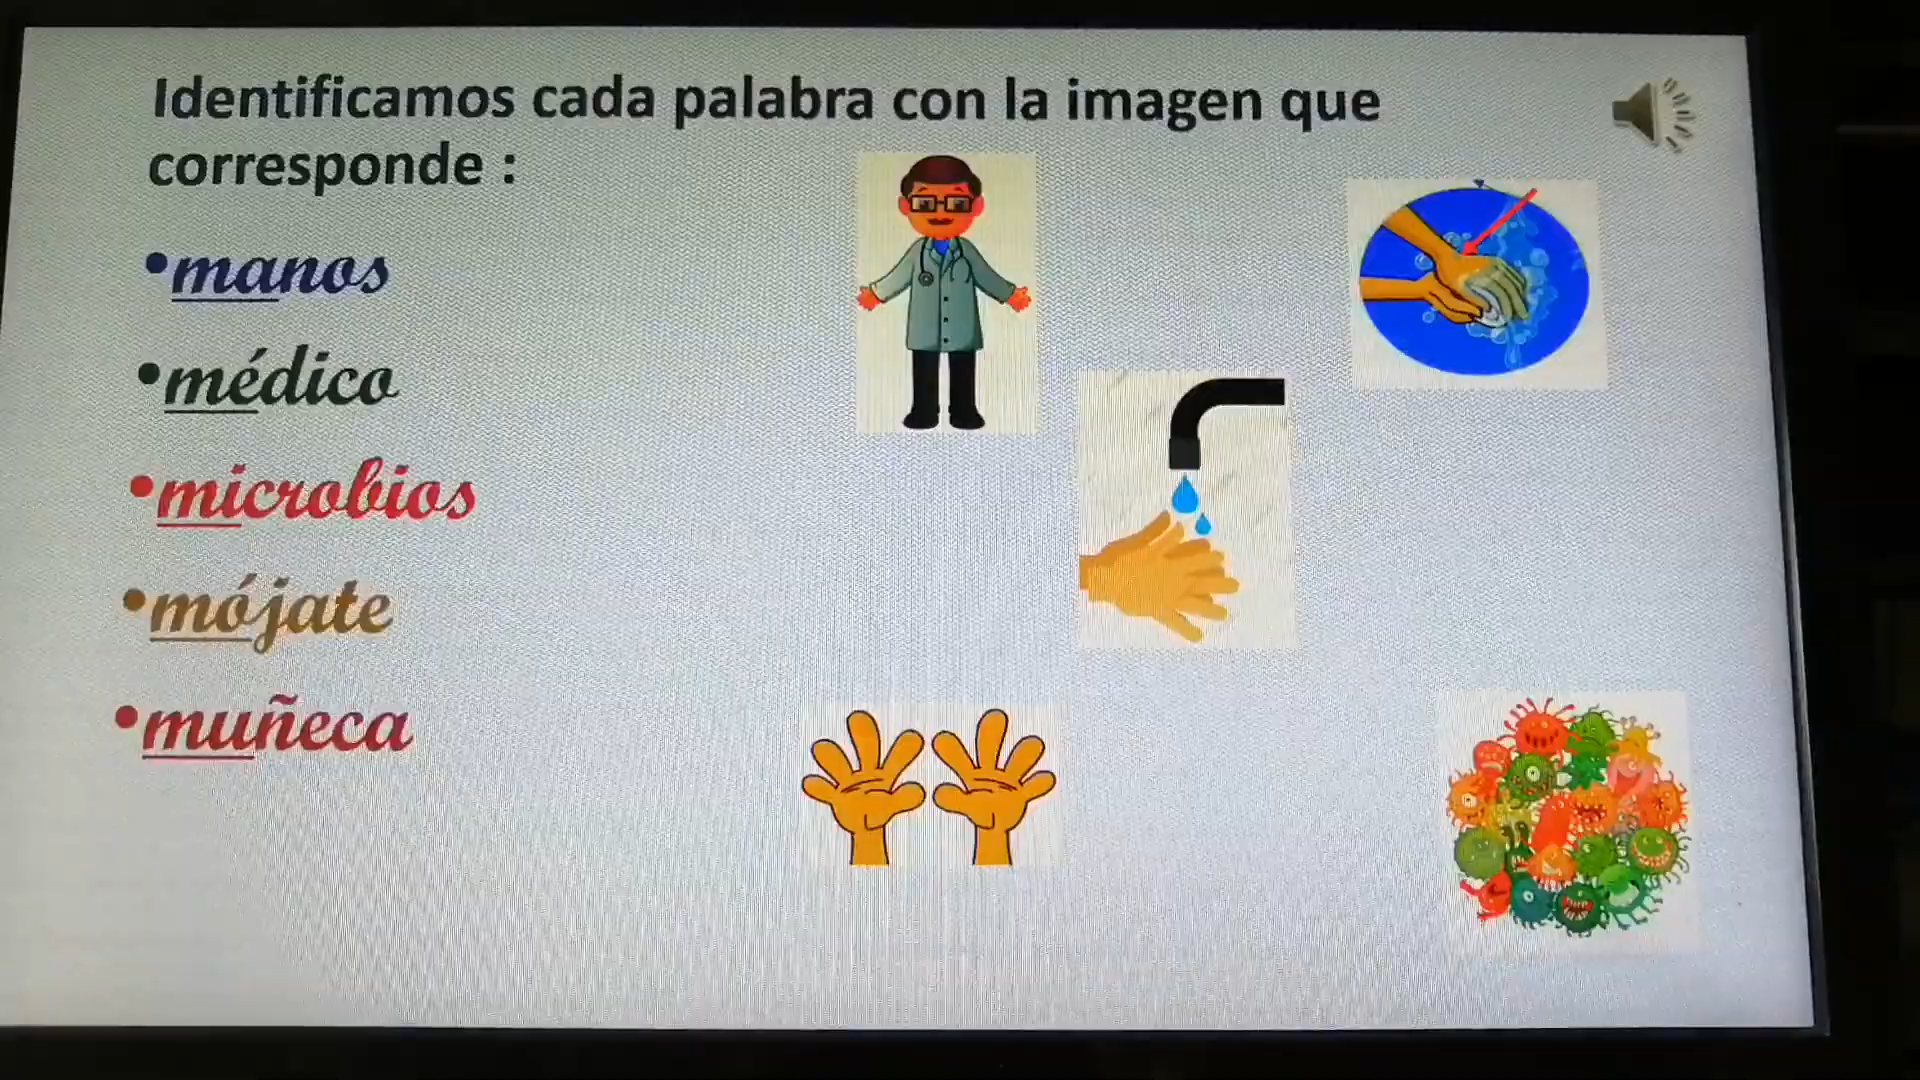 Identificamos cada palabra con la imagen que
corresponde :
•manos
•médico
•microbios
•mójate
•muñeca